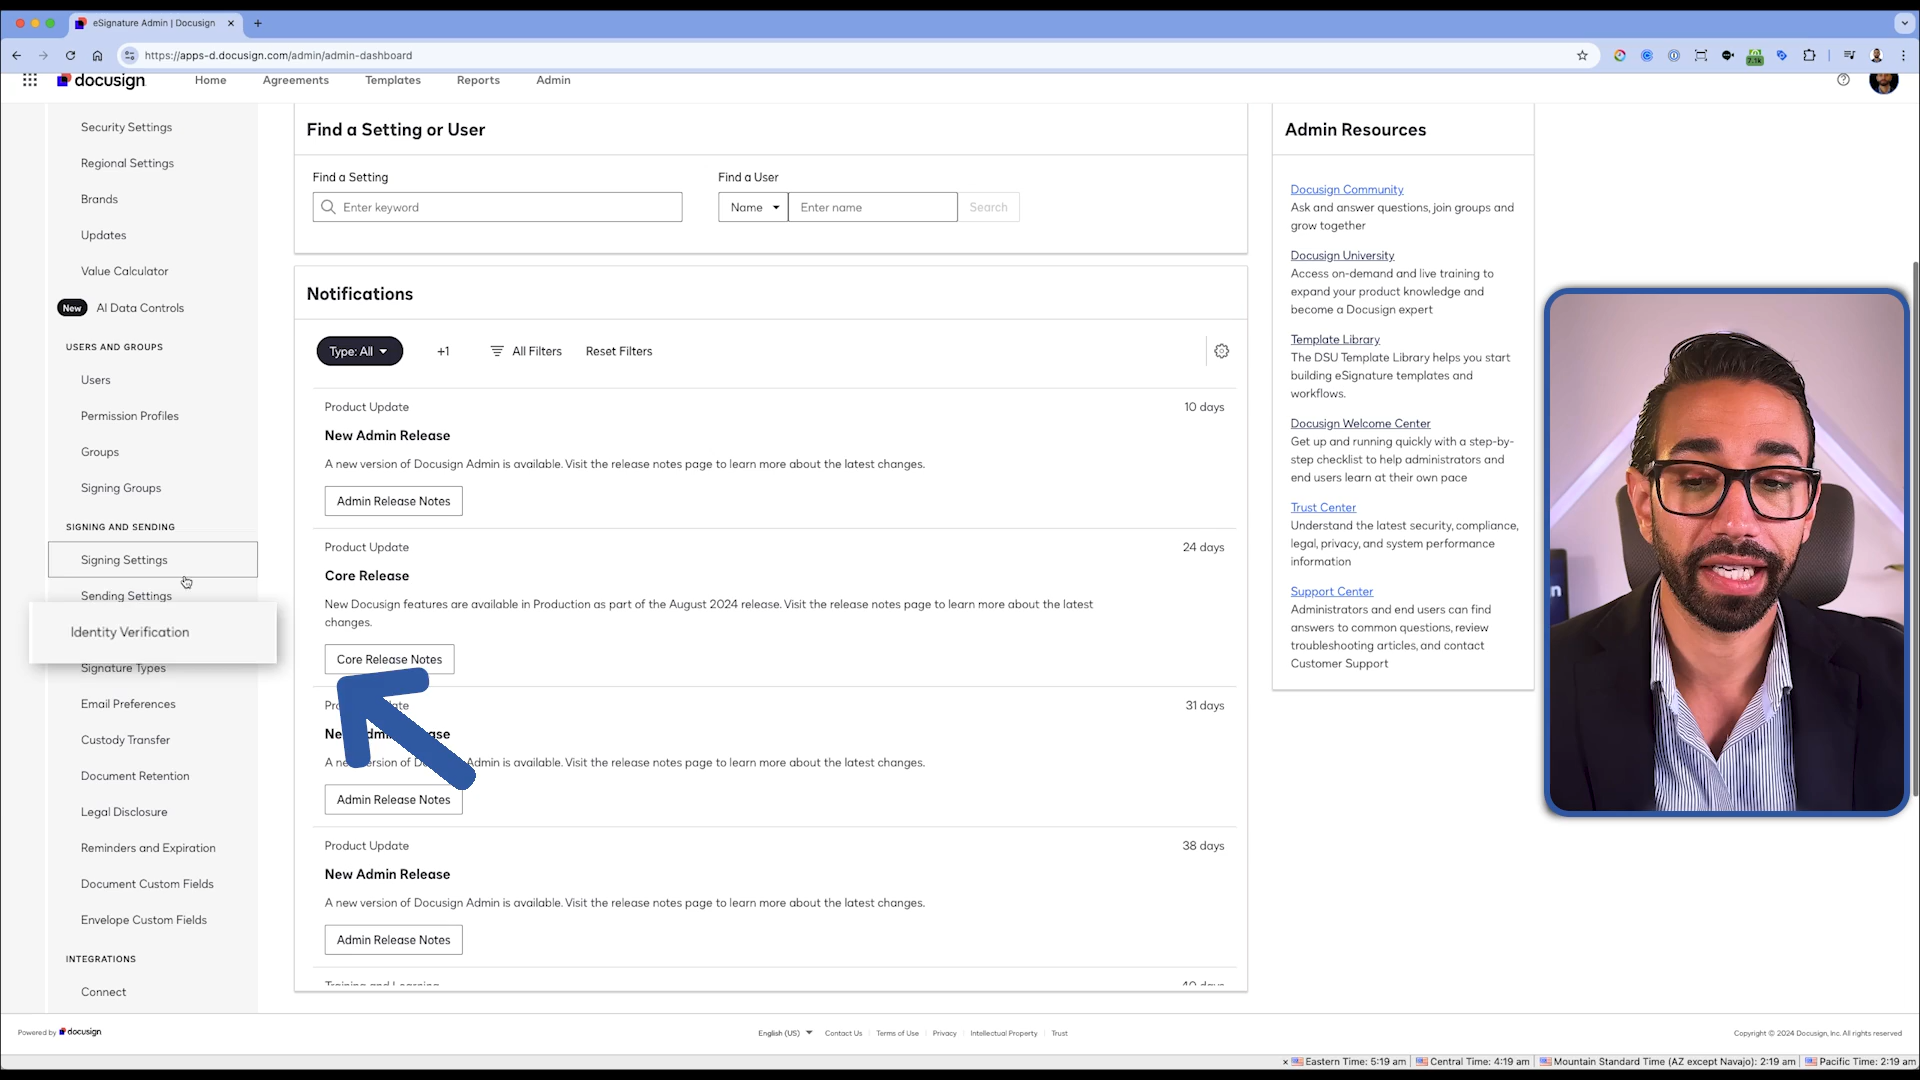 eSignature Admin | Docusign
https://apps-d.docusign.com/admin/admin-dashboard
7.1k
docusign
Home
Agreements
Templates
Reports
Admin
Security Settings
Regional Settings
Brands
Updates
Value Calculator
New AI Data Controls
USERS AND GROUPS
Users
Permission Profiles
Groups
Signing Groups
SIGNING AND SENDING
Signing Settings
Sending Settings
Identity Verification
Signature Types
Email Preferences
Custody Transfer
Document Retention
Legal Disclosure
Reminders and Expiration
Document Custom Fields
Envelope Custom Fields
INTEGRATIONS
Connect
Find a Setting or User
Find a Setting
Enter keyword
Find a User
Name
Enter name
Search
Notifications
Type: All
+1
All Filters
Reset Filters
Product Update
10 days
New Admin Release
A new version of Docusign Admin is available. Visit the release notes page to learn more about the latest changes.
Admin Release Notes
Product Update
24 days
Core Release
New Docusign features are available in Production as part of the August 2024 release. Visit the release notes page to learn more about the latest
changes.
Core Release Notes
31 days
A new version of Docusign Admin is available. Visit the release notes page to learn more about the latest changes.
Admin Release Notes
Product Update
38 days
New Admin Release
A new version of Docusign Admin is available. Visit the release notes page to learn more about the latest changes.
Admin Release Notes
Training and Learning
40 days
Admin Resources
Docusign Community
Ask and answer questions, join groups and
grow together
Docusign University
Access on-demand and live training to
expand your product knowledge and
become a Docusign expert
Template Library
The DSU Template Library helps you start
building eSignature templates and
workflows.
Docusign Welcome Center
Get up and running quickly with a step-by-
step checklist to help administrators and
end users learn at their own pace
Trust Center
Understand the latest security, compliance,
legal, privacy, and system performance
information
Support Center
Administrators and end users can find
answers to common questions, review
troubleshooting articles, and contact
Customer Support
Powered by docusign
English (US)
Contact Us
Terms of Use
Privacy
Intellectual Property
Trust
Copyright © 2024 Docusign, Inc. All rights reserved
Eastern Time: 5:19 am
Central Time: 4:19 am
Mountain Standard Time (AZ except Navajo): 2:19 am
Pacific Time: 2:19 am